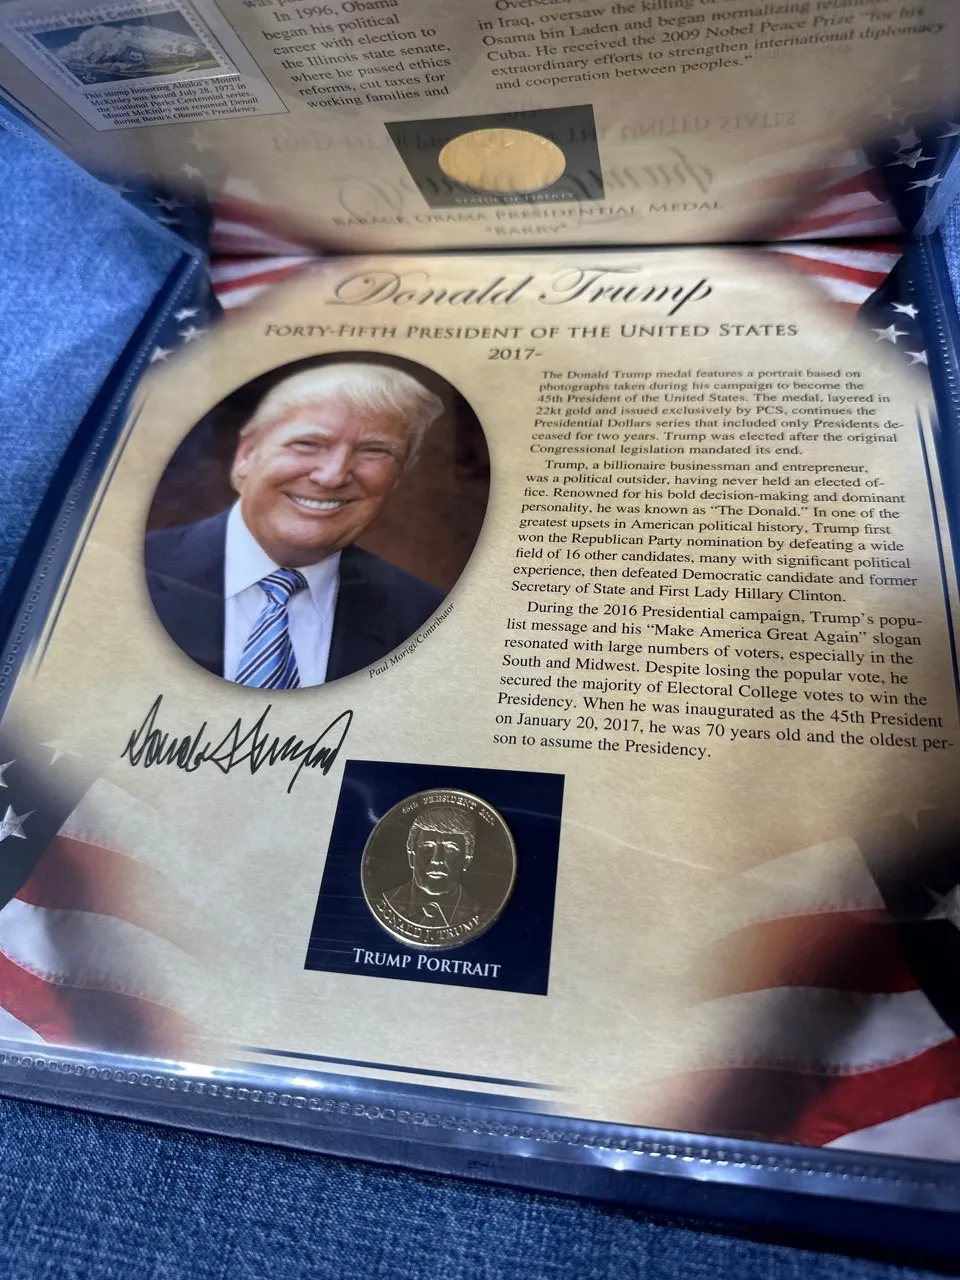 In 1996, Obama
began his political
career with election to
the Illinois state senate,
where he passed ethics
reforms, cut taxes for
working families and
in Iraq, oversaw the killing of
Osama bin Laden and began normalizing
Cuba. He received the 2009 Nobel Peace Prize "for his
extraordinary efforts to strengthen international diplomacy
and cooperation between peoples."
This stamp honoring Alaska's Mount
McKinley was issued July 28, 1972 in
the National Parks Centennial series.
Mount McKinley was renamed Denali
during Barack Obama's Presidency.
STATUE OF LIBERTY
BARACK OBAMA PRESIDENTIAL MEDAL
"BARRY"
Donald Trump
FORTY-FIFTH PRESIDENT OF THE UNITED STATES
2017-
The Donald Trump medal features a portrait based on
photographs taken during his campaign to become the
45th President of the United States. The medal, layered in
22kt gold and issued exclusively by PCS, continues the
Presidential Dollars series that included only Presidents de-
ceased for two years. Trump was elected after the original
Congressional legislation mandated its end.
Trump, a billionaire businessman and entrepreneur,
was a political outsider, having never held an elected of-
fice. Renowned for his bold decision-making and dominant
personality, he was known as "The Donald." In one of the
greatest upsets in American political history, Trump first
won the Republican Party nomination by defeating a wide
field of 16 other candidates, many with significant political
experience, then defeated Democratic candidate and former
Secretary of State and First Lady Hillary Clinton.
During the 2016 Presidential campaign, Trump's popu-
list message and his "Make America Great Again" slogan
resonated with large numbers of voters, especially in the
South and Midwest. Despite losing the popular vote, he
secured the majority of Electoral College votes to win the
Presidency. When he was inaugurated as the 45th President
on January 20, 2017, he was 70 years old and the oldest per-
son to assume the Presidency.
Paul Morigi/Contributor
Donald Trump
45th PRESIDENT 2017
DONALD J. TRUMP
TRUMP PORTRAIT